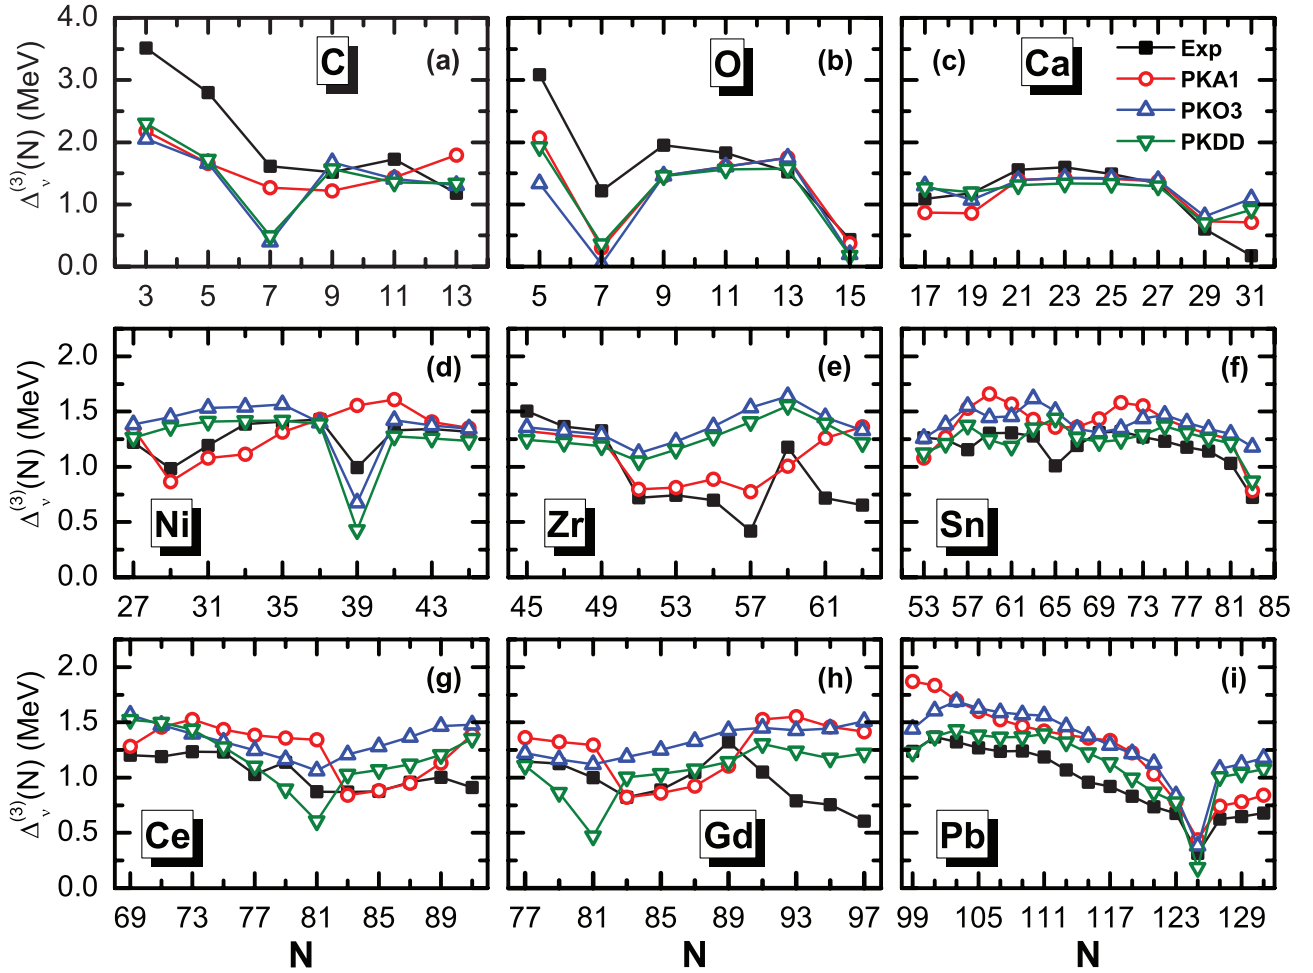 4.0
3.0
2.0
1.0
0.0
Δν(3)(N) (MeV)
C
(a)
3 5 7 9 11 13
O
(b)
5 7 9 11 13 15
(c)
Ca
Exp
PKA1
PKO3
PKDD
17 19 21 23 25 27 29 31
2.0
1.5
1.0
0.5
0.0
Δν(3)(N) (MeV)
(d)
Ni
27 31 35 39 43
(e)
Zr
45 49 53 57 61
(f)
Sn
53 57 61 65 69 73 77 81 85
2.0
1.5
1.0
0.5
0.0
Δν(3)(N) (MeV)
(g)
Ce
69 73 77 81 85 89
N
(h)
Gd
77 81 85 89 93 97
N
(i)
Pb
99 105 111 117 123 129
N